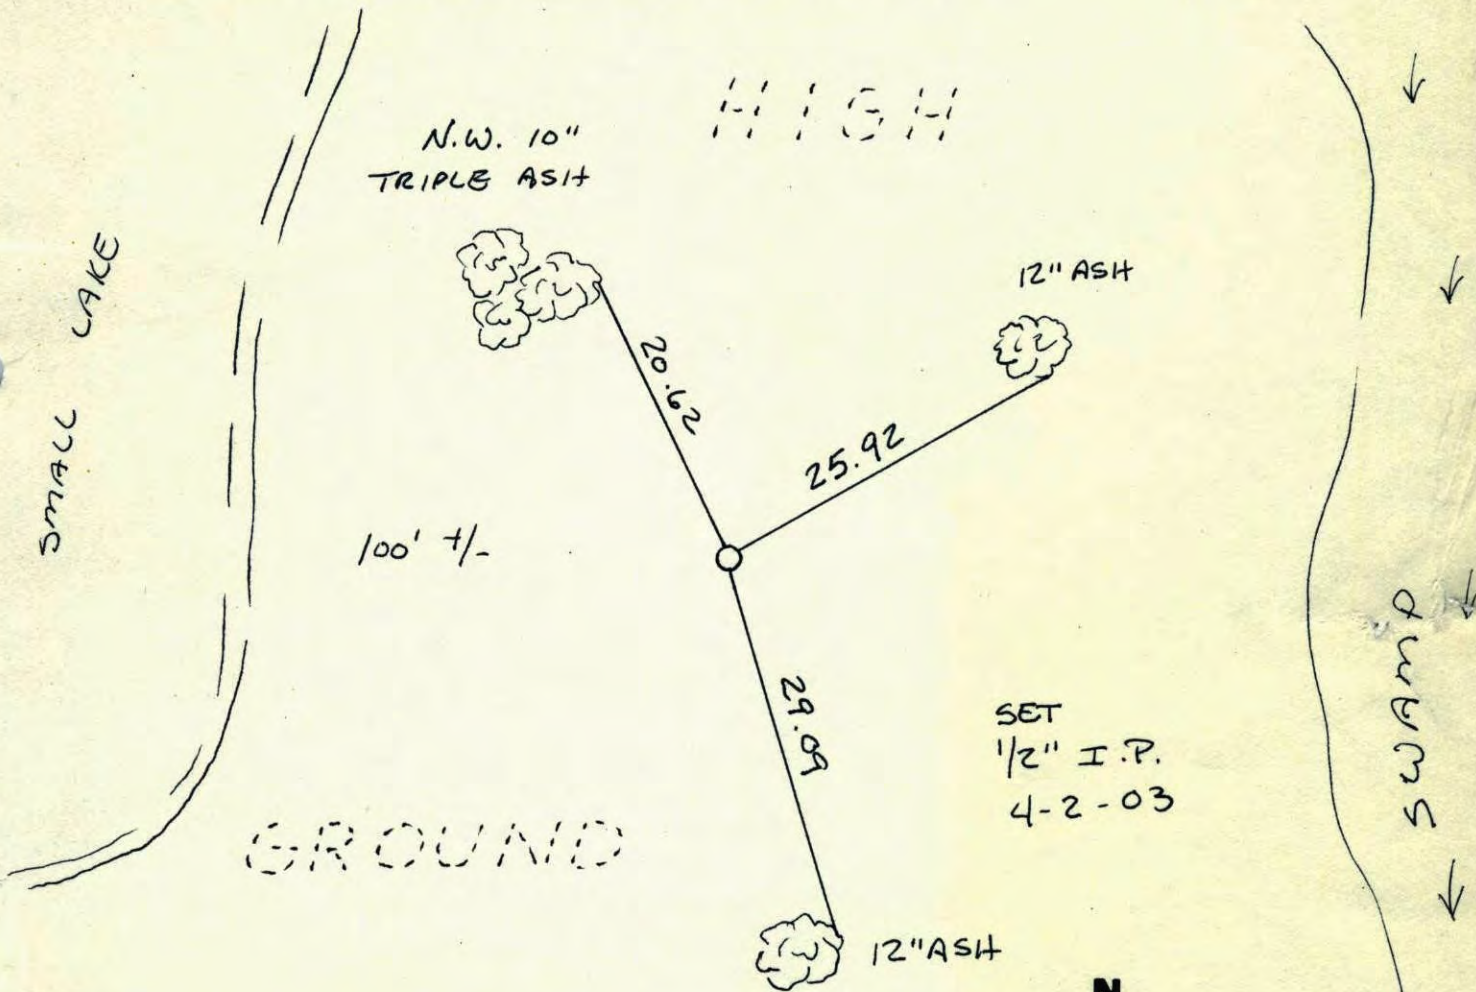 HIGH
N.W. 10"
TRIPLE ASH
12" ASH
SMALL LAKE
20.62
25.92
100' +/-
29.09
SET
1/2" I.P.
4-2-03
SWAMP
GROUND
12" ASH
N